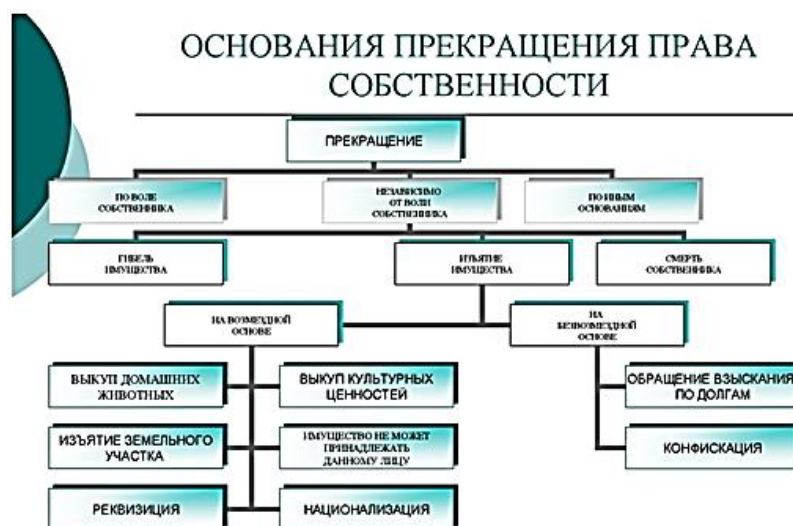 ОСНОВАНИЯ ПРЕКРАЩЕНИЯ ПРАВА
СОБСТВЕННОСТИ
ПРЕКРАЩЕНИЕ
ПО ВОЛЕ
СОБСТВЕННИКА
НЕЗАВИСИМО
ОТ ВОЛИ
СОБСТВЕННИКА
ПО ИНЫМ
ОСНОВАНИЯМ
ГИБЕЛЬ
ИМУЩЕСТВА
ИЗЪЯТИЕ
ИМУЩЕСТВА
СМЕРТЬ
СОБСТВЕННИКА
НА ВОЗМЕЗДНОЙ
ОСНОВЕ
НА
БЕЗВОЗМЕЗДНОЙ
ОСНОВЕ
ВЫКУП ДОМАШНИХ
ЖИВОТНЫХ
ВЫКУП КУЛЬТУРНЫХ
ЦЕННОСТЕЙ
ОБРАЩЕНИЕ ВЗЫСКАНИЯ
ПО ДОЛГАМ
ИЗЪЯТИЕ ЗЕМЕЛЬНОГО
УЧАСТКА
ИМУЩЕСТВО НЕ МОЖЕТ
ПРИНАДЛЕЖАТЬ
ДАННОМУ ЛИЦУ
КОНФИСКАЦИЯ
РЕКВИЗИЦИЯ
НАЦИОНАЛИЗАЦИЯ